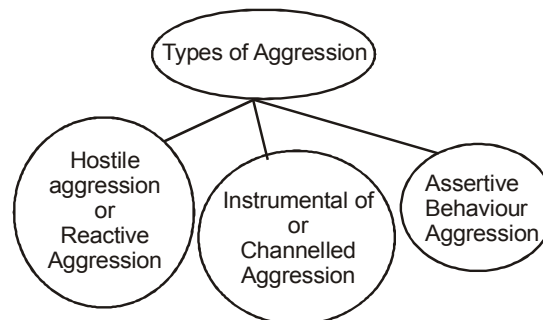 Types of Aggression
Hostile
aggression
or
Reactive
Aggression
Instrumental of
or
Channelled
Aggression
Assertive
Behaviour
Aggression